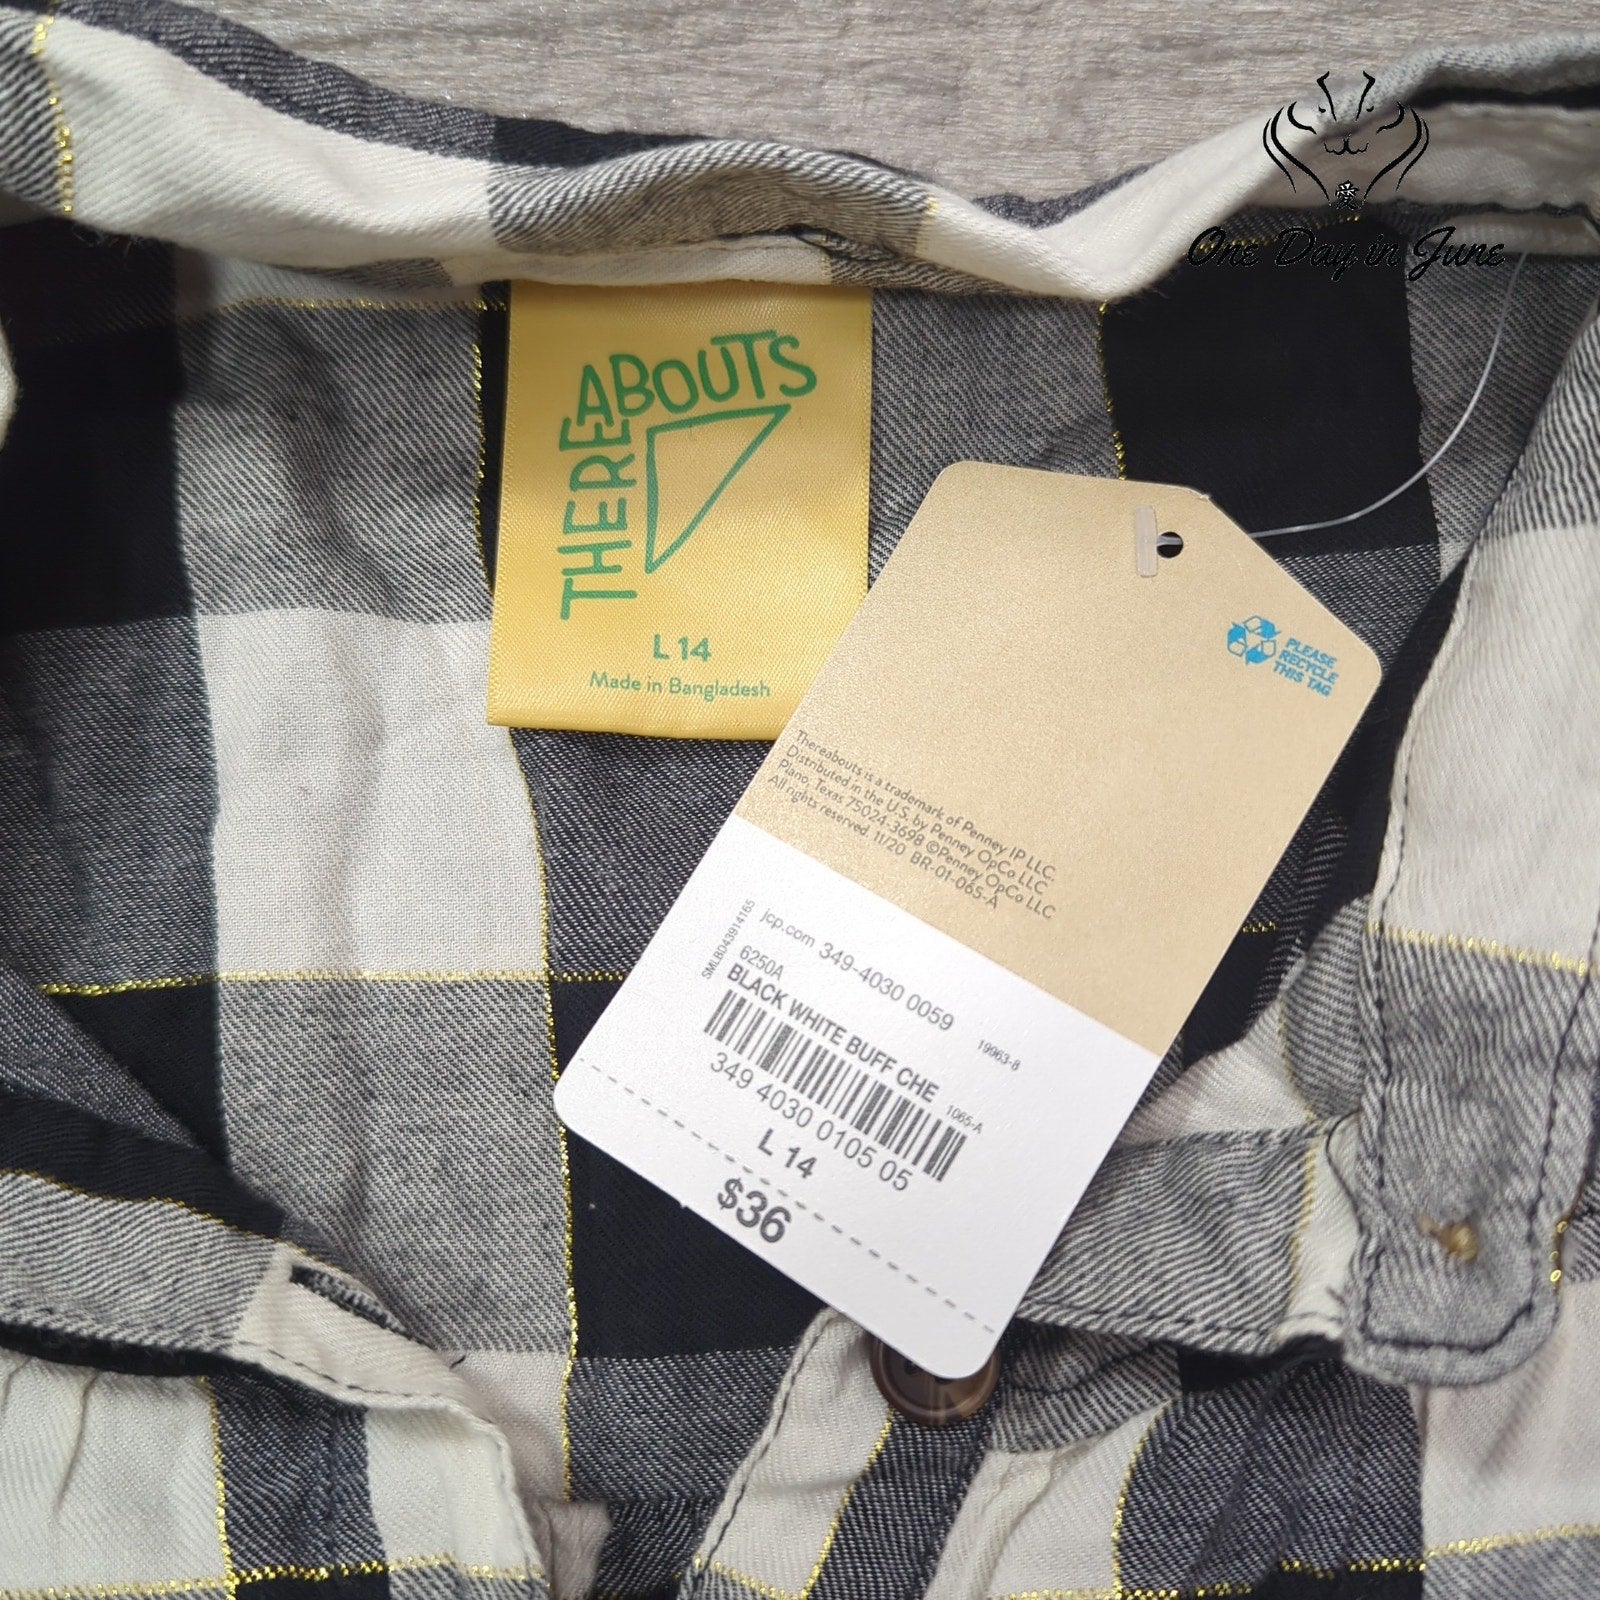 愛
One Day in June
THEREABOUTS
L 14
Made in Bangladesh
PLEASE
RECYCLE
THIS TAG
Thereabouts is a trademark of Penney IP LLC.
Distributed in the U.S. by Penney OpCo LLC
Plano, Texas 75024-3698 ©Penney OpCo LLC
All rights reserved. 11/20 BR-01-065-A
SMLBD43914165
jcp.com 349-4030 0059
6250A
19963-8
BLACK WHITE BUFF CHE
1065-A
349 4030 0105 05
L 14
$36